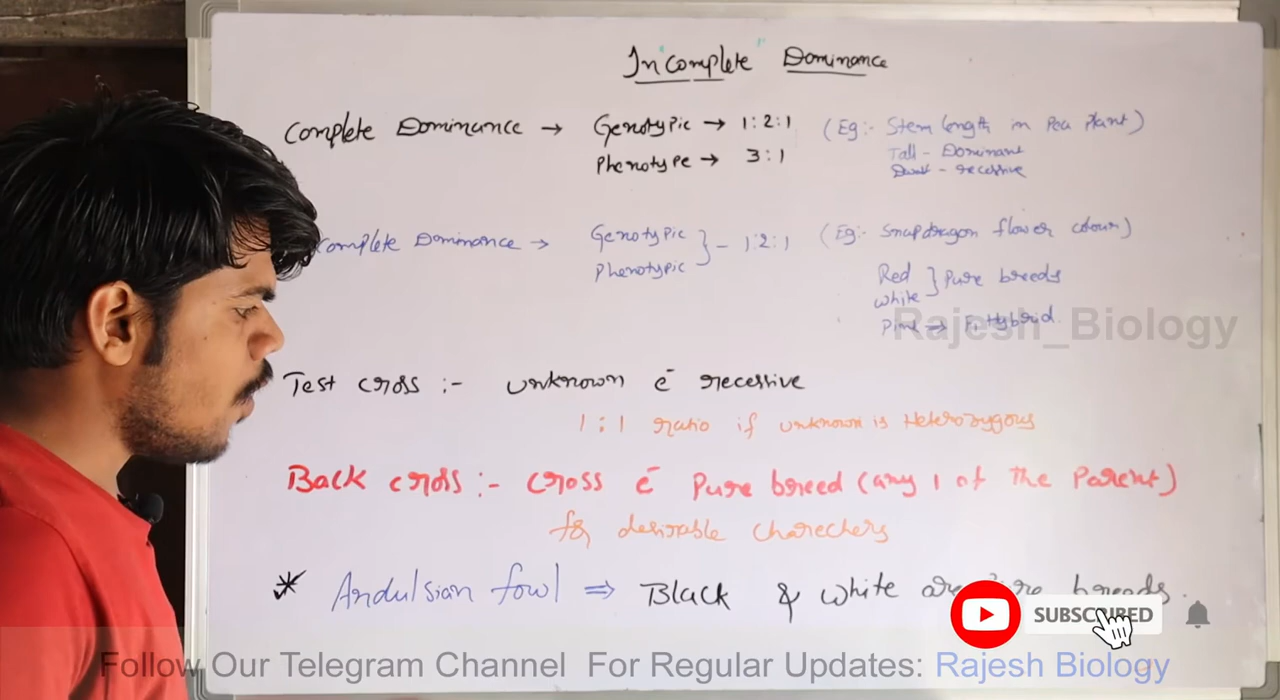 In"complete" Dominance
Complete Dominance → Genotypic → 1:2:1 (Eg:- Stem length in Pea Plant)
Phenotype → 3:1 Tall - Dominant
Dwarf - recessive
complete Dominance → Genotypic } - 1:2:1 (Eg:- Snapdragon flower colour)
Phenotypic
Red } Pure breeds
white
Pink → F1 Hybrid
Rajesh_Biology
Test cross :- unknown c̄ recessive
1:1 ratio if unknown is Heterozygous
Back cross :- cross c̄ Pure breed (any 1 of the Parent)
for desirable charechers
* Andulsian fowl ⇒ Black & white are breeds.
SUBSCRIBED
Follow Our Telegram Channel For Regular Updates: Rajesh Biology